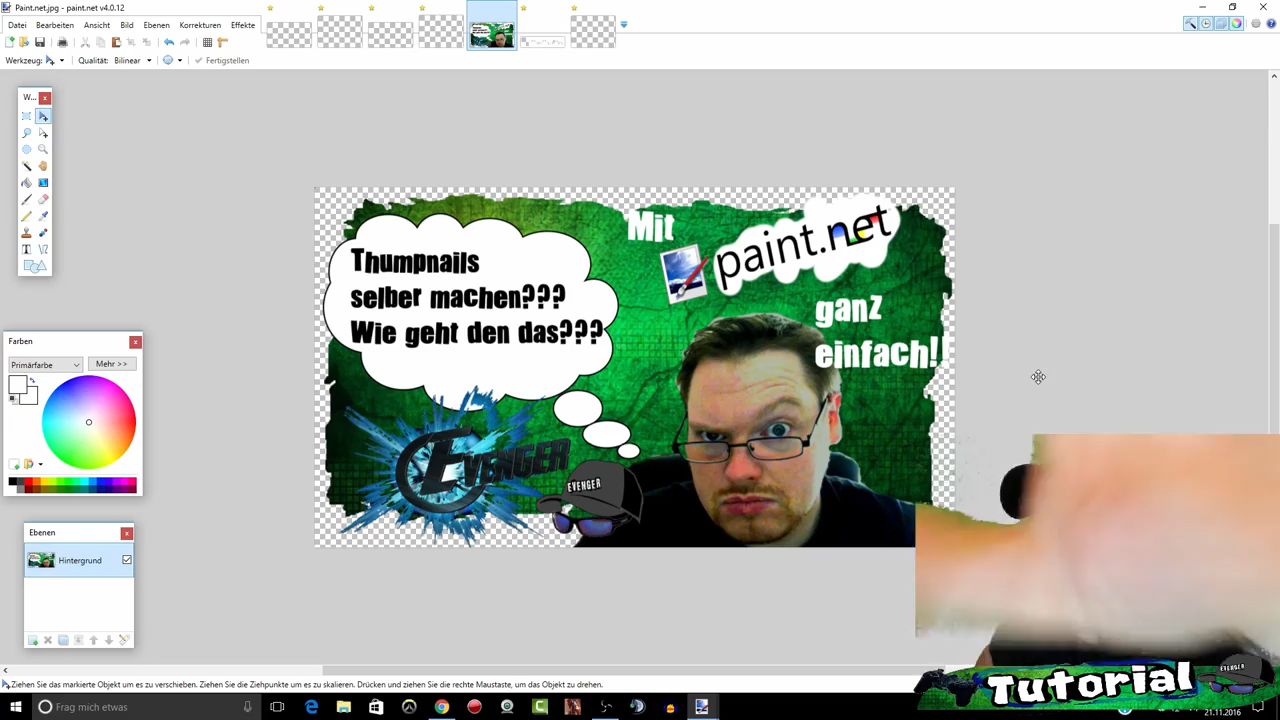 Paint.net.jpg - paint.net v4.0.12
Datei Bearbeiten Ansicht Bild Ebenen Korrekturen Effekte
Werkzeug: Qualität: Bilinear Fertigstellen
W...
Mit
paint.net
Thumpnails
selber machen???
Wie geht den das???
ganz
einfach!!
EVENGER
EVENGER
Farben
Primärfarbe Mehr >>
Ebenen
Hintergrund
EVENGER
Tutorial
Ziehen Sie das markierte Objekt um es zu verschieben. Ziehen Sie die Ziehpunkte um es zu skalieren. Drücken und ziehen Sie die rechte Maustaste, um das Objekt zu drehen.
Frag mich etwas
21.11.2016